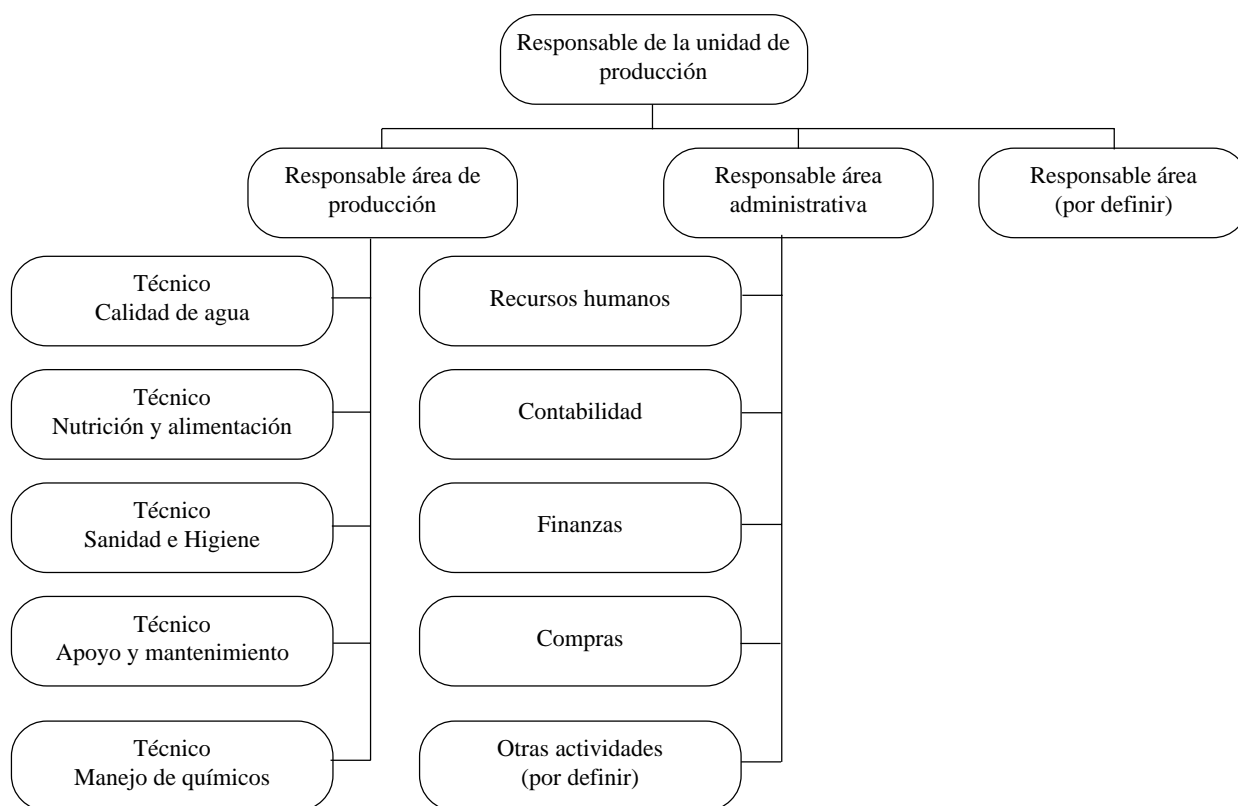 Responsable de la unidad de
producción
Responsable área de
producción
Responsable área
administrativa
Responsable área
(por definir)
Técnico
Calidad de agua
Técnico
Nutrición y alimentación
Técnico
Sanidad e Higiene
Técnico
Apoyo y mantenimiento
Técnico
Manejo de químicos
Recursos humanos
Contabilidad
Finanzas
Compras
Otras actividades
(por definir)